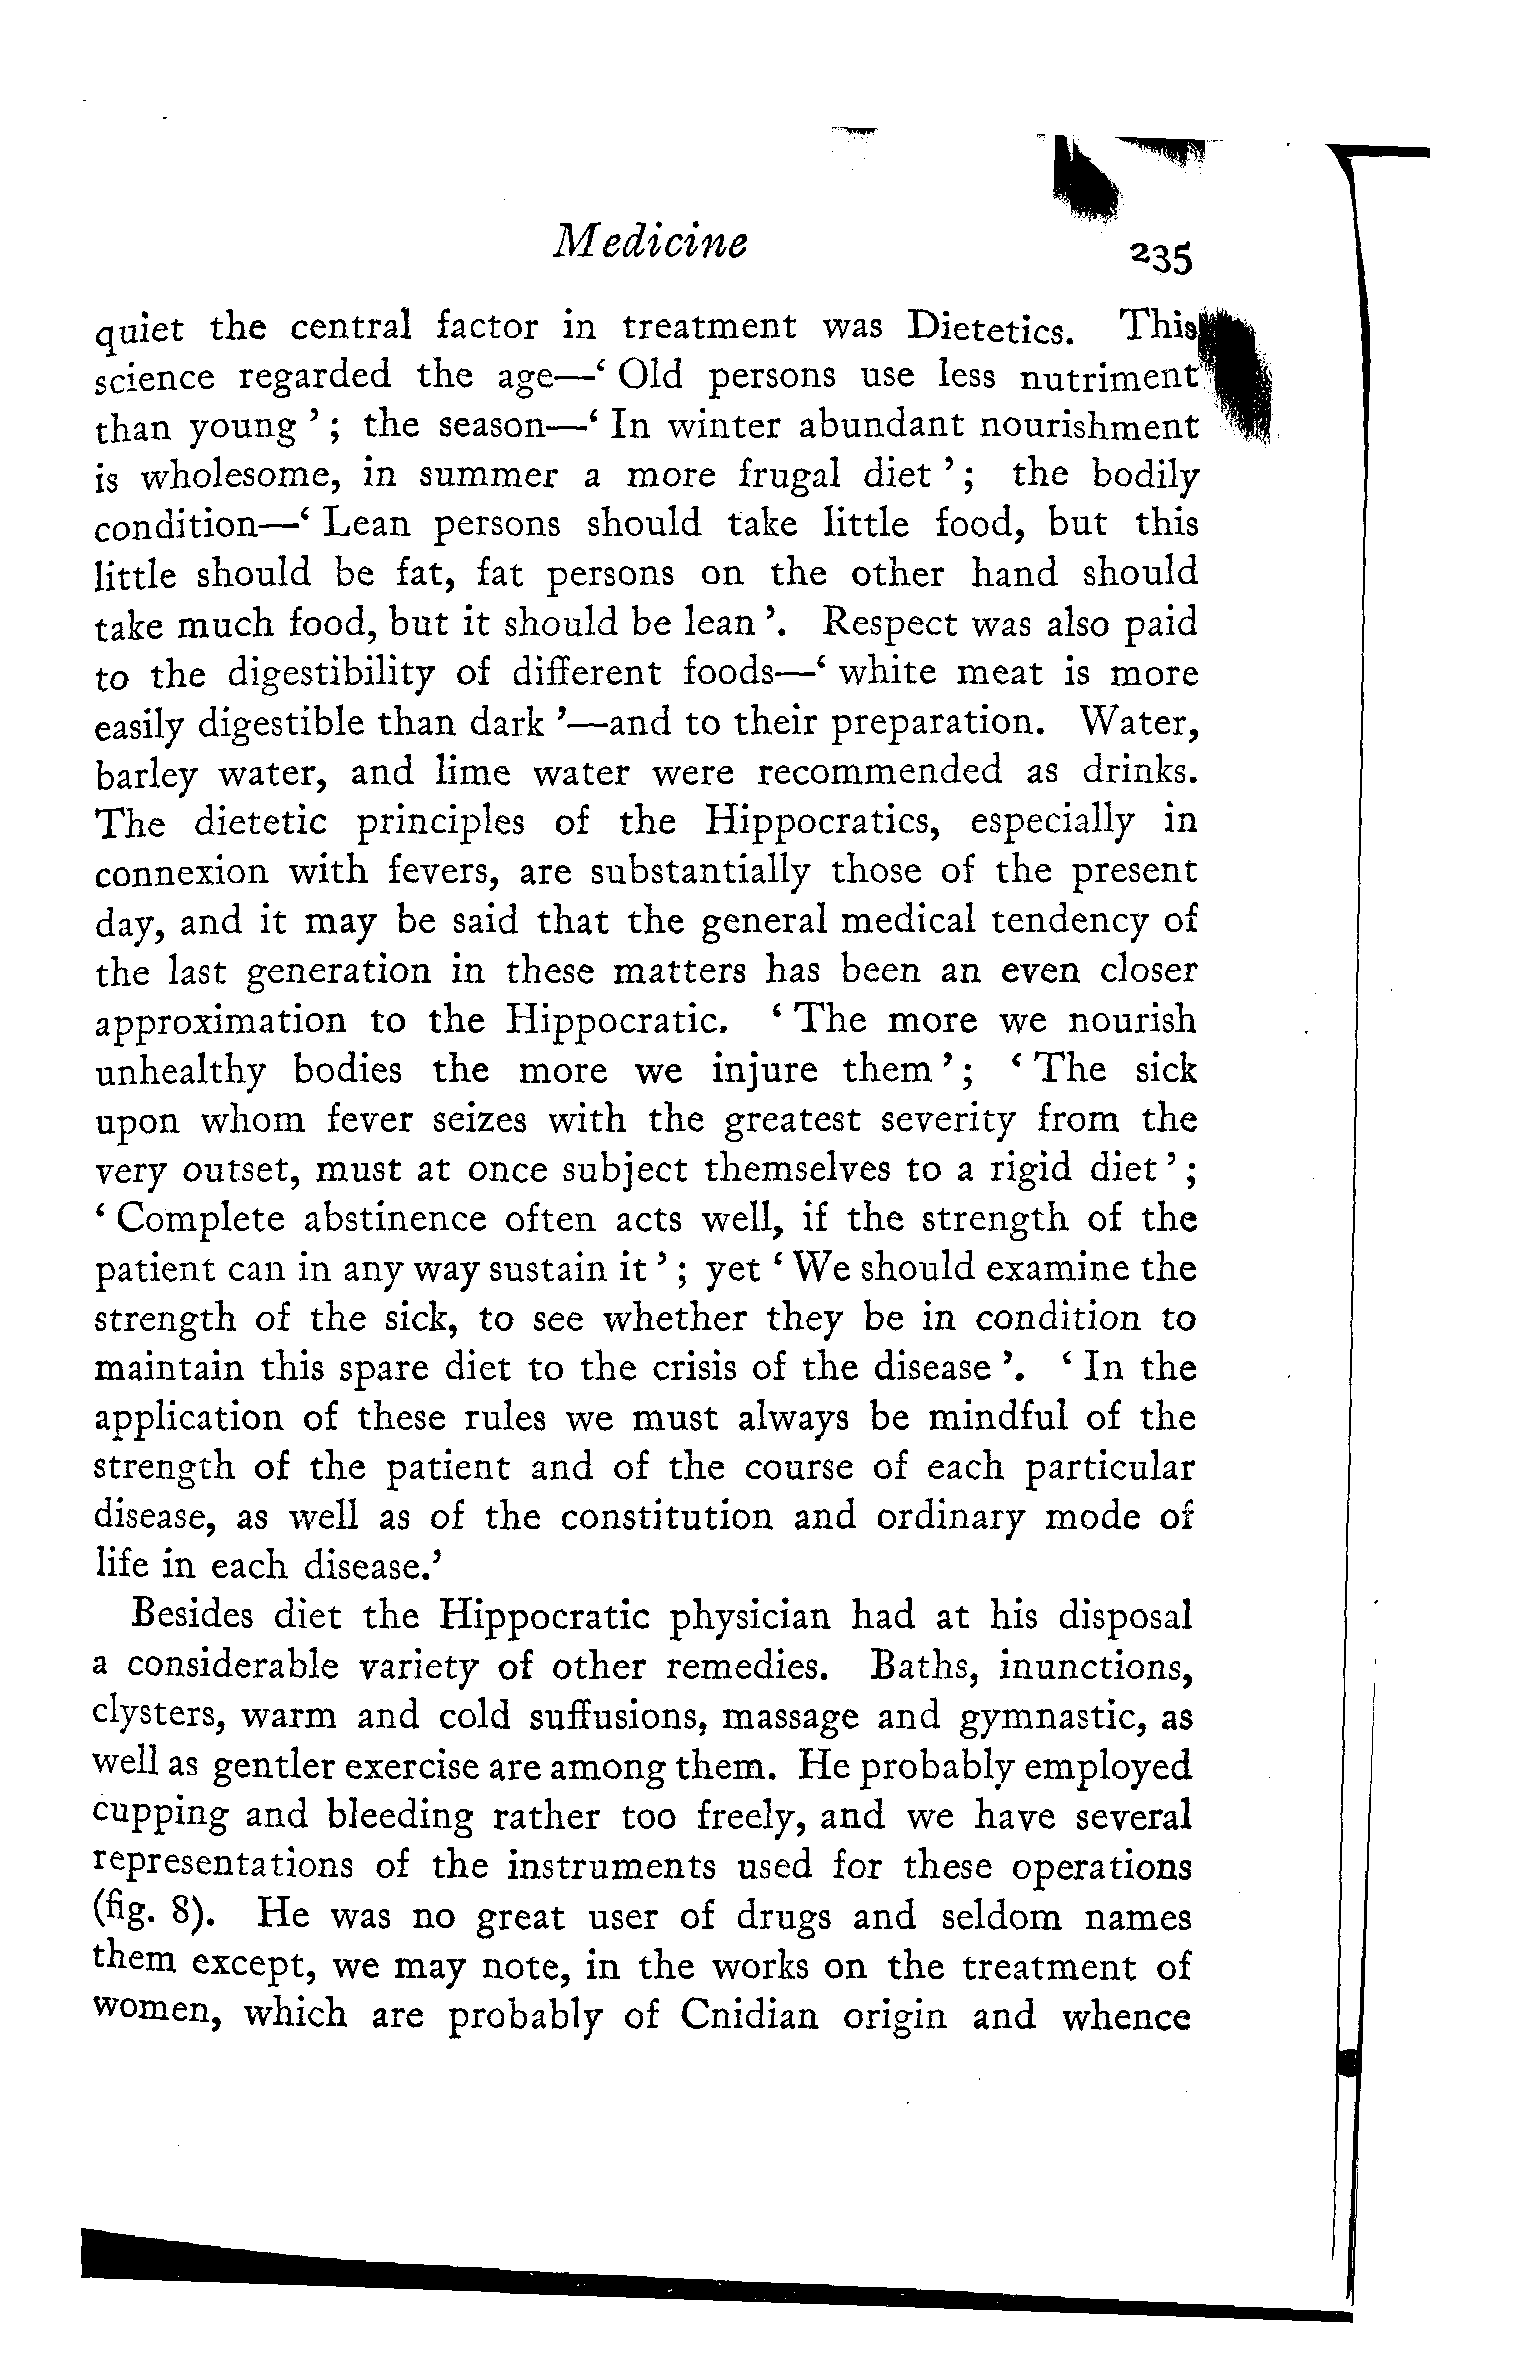 Medicine 235
quiet the central factor in treatment was Dietetics. This
science regarded the age—‘ Old persons use less nutriment
than young ’ ; the season—‘ In winter abundant nourishment
is wholesome, in summer a more frugal diet ’ ; the bodily
condition—‘ Lean persons should take little food, but this
little should be fat, fat persons on the other hand should
take much food, but it should be lean ’. Respect was also paid
to the digestibility of different foods—‘ white meat is more
easily digestible than dark ’—and to their preparation. Water,
barley water, and lime water were recommended as drinks.
The dietetic principles of the Hippocratics, especially in
connexion with fevers, are substantially those of the present
day, and it may be said that the general medical tendency of
the last generation in these matters has been an even closer
approximation to the Hippocratic. ‘ The more we nourish
unhealthy bodies the more we injure them ’ ; ‘ The sick
upon whom fever seizes with the greatest severity from the
very outset, must at once subject themselves to a rigid diet ’ ;
‘ Complete abstinence often acts well, if the strength of the
patient can in any way sustain it ’ ; yet ‘ We should examine the
strength of the sick, to see whether they be in condition to
maintain this spare diet to the crisis of the disease ’. ‘ In the
application of these rules we must always be mindful of the
strength of the patient and of the course of each particular
disease, as well as of the constitution and ordinary mode of
life in each disease.’
Besides diet the Hippocratic physician had at his disposal
a considerable variety of other remedies. Baths, inunctions,
clysters, warm and cold suffusions, massage and gymnastic, as
well as gentler exercise are among them. He probably employed
cupping and bleeding rather too freely, and we have several
representations of the instruments used for these operations
(fig. 8). He was no great user of drugs and seldom names
them except, we may note, in the works on the treatment of
women, which are probably of Cnidian origin and whence